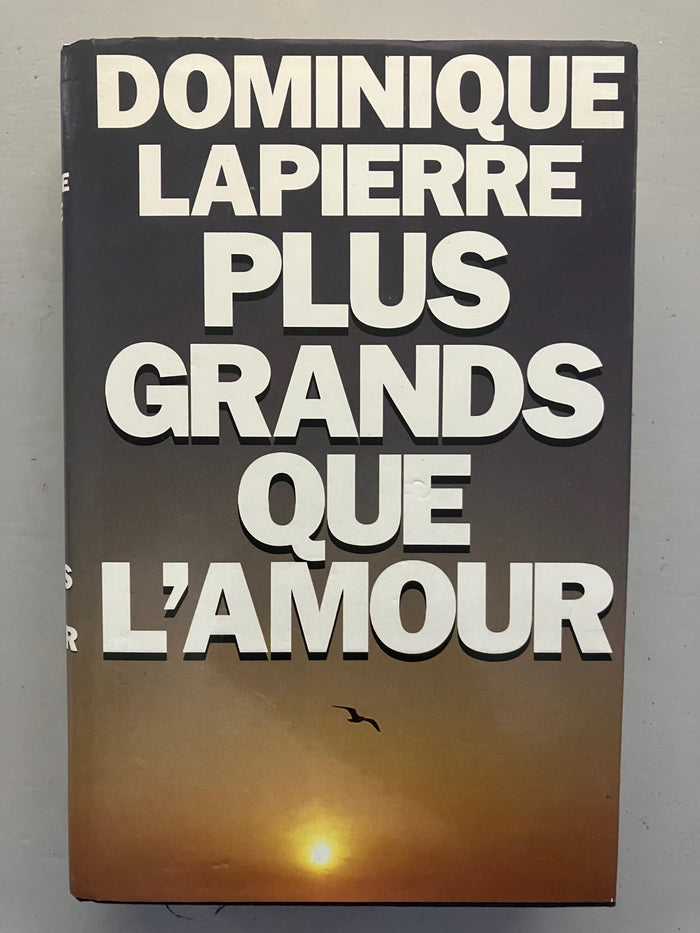 DOMINIQUE
LAPIERRE
PLUS
GRANDS
QUE
L'AMOUR
E
S
R